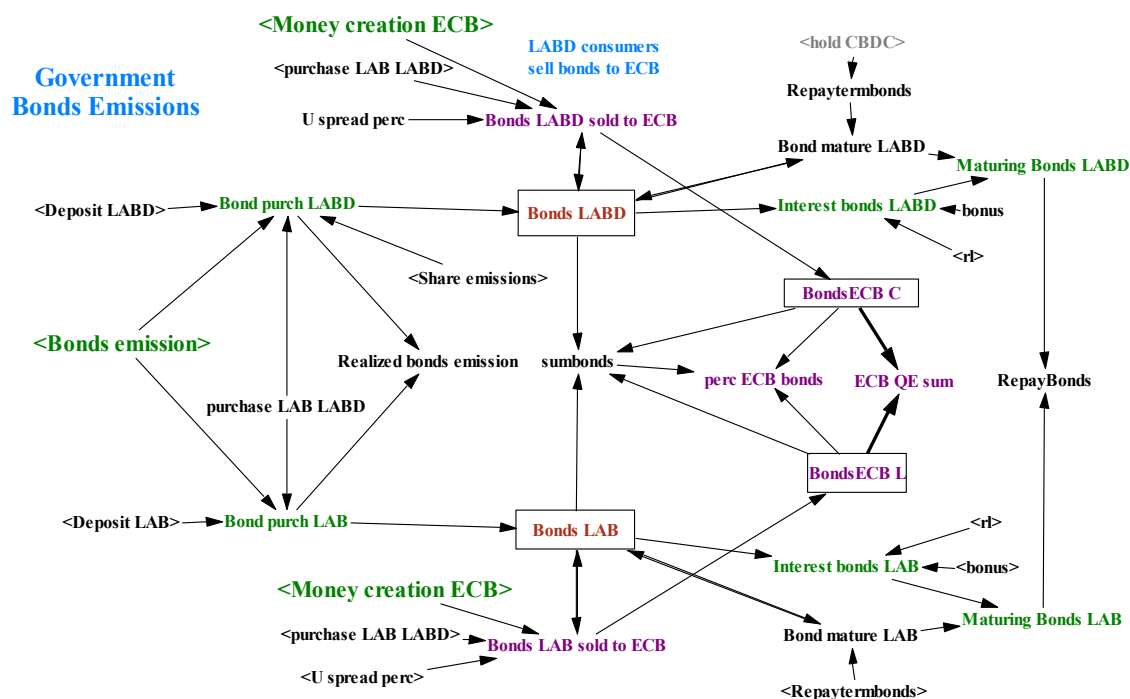 <Money creation ECB>
LABD consumers
sell bonds to ECB
<hold CBDC>
<purchase LAB LABD>
Government
Bonds Emissions
Repaytermbonds
U spread perc
Bonds LABD sold to ECB
Bond mature LABD
Maturing Bonds LABD
<Deposit LABD>
Bond purch LABD
Bonds LABD
Interest bonds LABD
bonus
<rl>
<Share emissions>
BondsECB C
<Bonds emission>
Realized bonds emission
sumbonds
perc ECB bonds
ECB QE sum
RepayBonds
purchase LAB LABD
BondsECB L
<Deposit LAB>
Bond purch LAB
Bonds LAB
<rl>
Interest bonds LAB
<bonus>
<Money creation ECB>
Maturing Bonds LAB
<purchase LAB LABD>
Bonds LAB sold to ECB
Bond mature LAB
<U spread perc>
<Repaytermbonds>